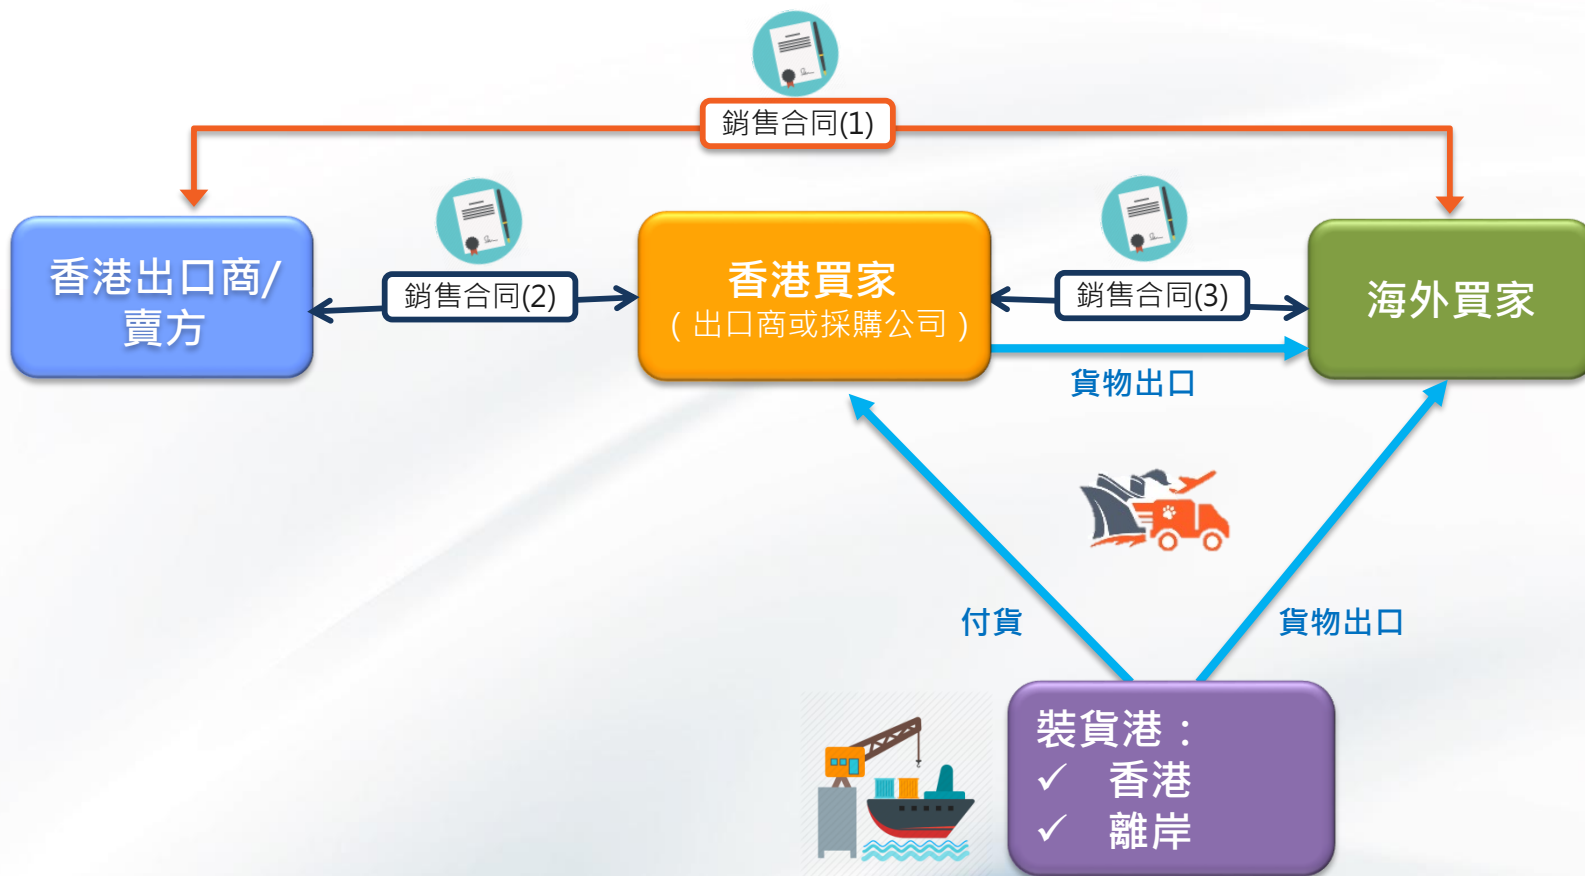 銷售合同(1)
香港出口商/
賣方
銷售合同(2)
香港買家
(出口商或採購公司)
銷售合同(3)
海外買家
貨物出口
付貨
貨物出口
裝貨港：
✓ 香港
✓ 離岸